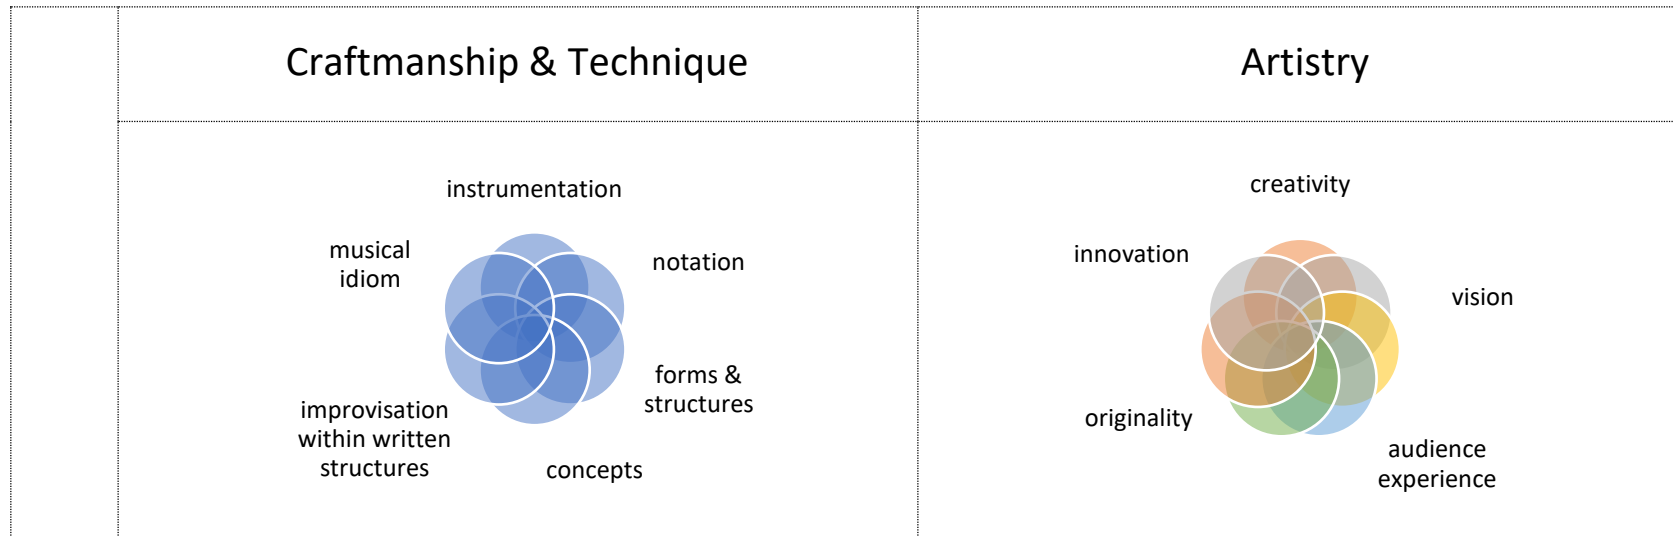 Craftmanship & Technique
Artistry
instrumentation
musical
idiom
notation
forms &
structures
improvisation
within written
structures
concepts
creativity
innovation
vision
originality
audience
experience